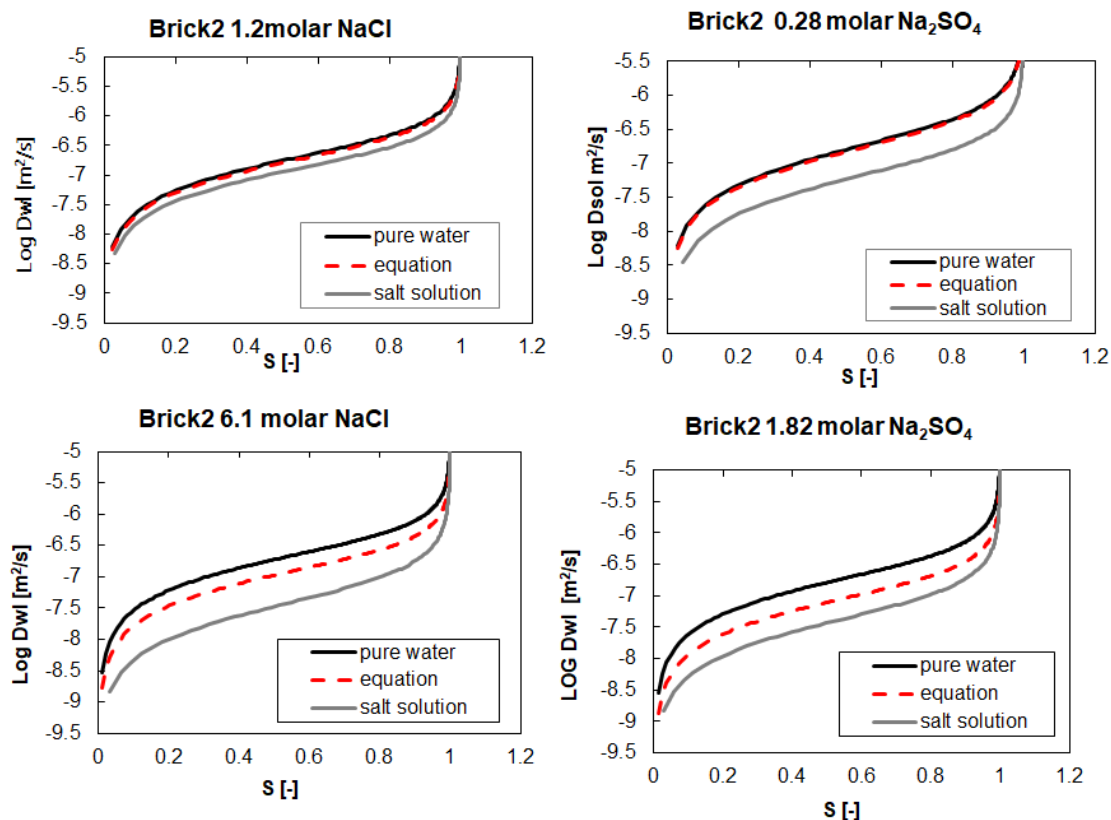 Brick2 1.2molar NaCl
-5
-5.5
-6
-6.5
-7
-7.5
-8
-8.5
-9
-9.5
Log Dwl [m²/s]
pure water
equation
salt solution
0 0.2 0.4 0.6 0.8 1 1.2
S [-]
Brick2 0.28 molar Na₂SO₄
-5.5
-6
-6.5
-7
-7.5
-8
-8.5
-9
-9.5
Log Dsol m²/s]
pure water
equation
salt solution
0 0.2 0.4 0.6 0.8 1 1.2
S [-]
Brick2 6.1 molar NaCl
-5
-5.5
-6
-6.5
-7
-7.5
-8
-8.5
-9
-9.5
Log Dwl [m²/s]
pure water
equation
salt solution
0 0.2 0.4 0.6 0.8 1 1.2
S [-]
Brick2 1.82 molar Na₂SO₄
-5
-5.5
-6
-6.5
-7
-7.5
-8
-8.5
-9
-9.5
LOG Dwl [m²/s]
pure water
equation
salt solution
0 0.2 0.4 0.6 0.8 1 1.2
S [-]